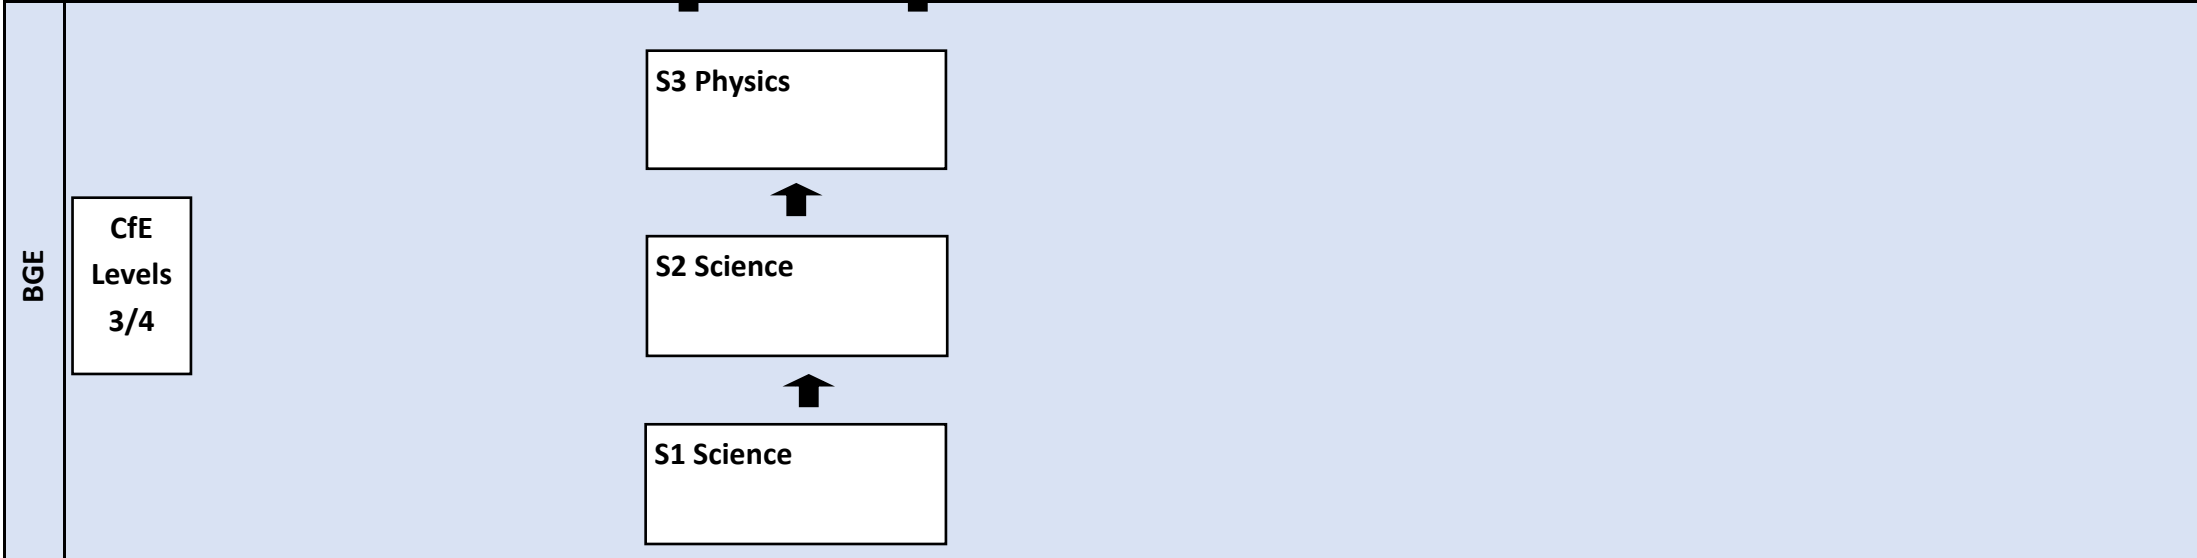 BGE
CfE
Levels
3/4
S3 Physics
S2 Science
S1 Science